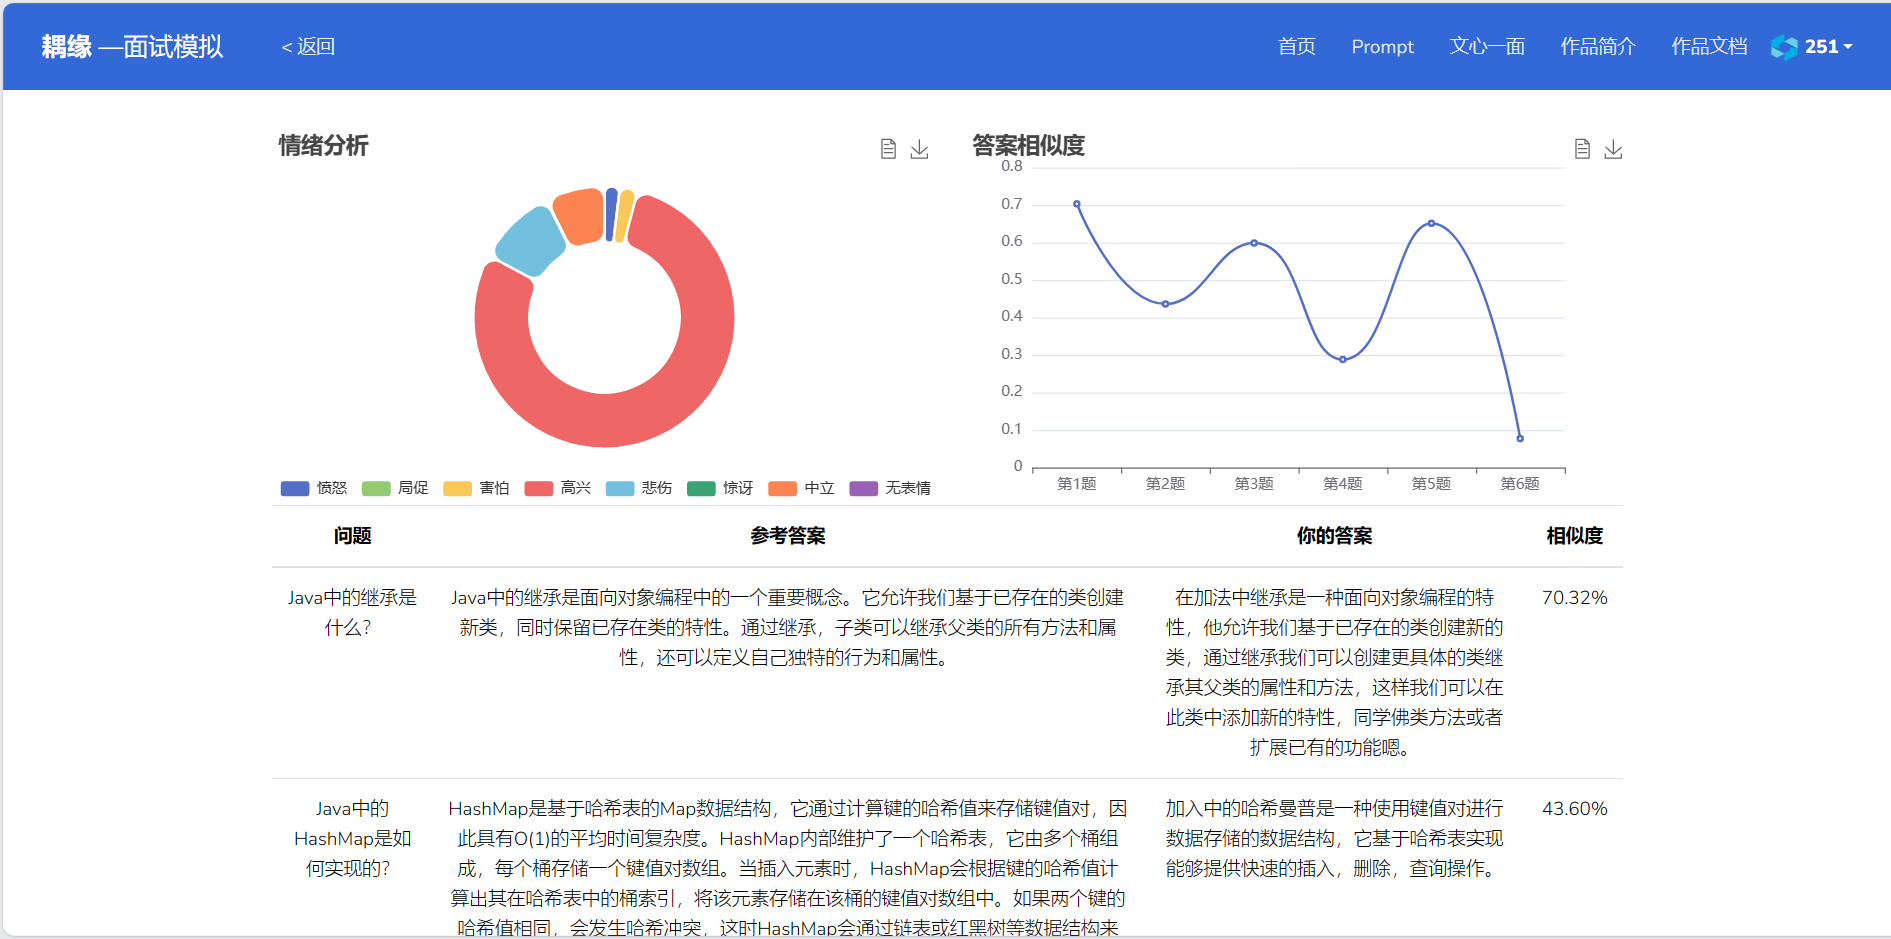 耦缘 —面试模拟
< 返回
首页
Prompt
文心一面
作品简介
作品文档
251
情绪分析
愤怒
局促
害怕
高兴
悲伤
惊讶
中立
无表情
答案相似度
0.8
0.7
0.6
0.5
0.4
0.3
0.2
0.1
0
第1题
第2题
第3题
第4题
第5题
第6题
问题
参考答案
你的答案
相似度
Java中的继承是
什么？
Java中的继承是面向对象编程中的一个重要概念。它允许我们基于已存在的类创建
新类，同时保留已存在类的特性。通过继承，子类可以继承父类的所有方法和属
性，还可以定义自己独特的行为和属性。
在加法中继承是一种面向对象编程的特
性，他允许我们基于已存在的类创建新的
类，通过继承我们可以创建更具体的类继
承其父类的属性和方法，这样我们可以在
此类中添加新的特性，同学佛类方法或者
扩展已有的功能嗯。
70.32%
Java中的
HashMap是如
何实现的？
HashMap是基于哈希表的Map数据结构，它通过计算键的哈希值来存储键值对，因
此具有O(1)的平均时间复杂度。HashMap内部维护了一个哈希表，它由多个桶组
成，每个桶存储一个键值对数组。当插入元素时，HashMap会根据键的哈希值计
算出其在哈希表中的桶索引，将该元素存储在该桶的键值对数组中。如果两个键的
哈希值相同，会发生哈希冲突，这时HashMap会通过链表或红黑树等数据结构来
加入中的哈希曼普是一种使用键值对进行
数据存储的数据结构，它基于哈希表实现
能够提供快速的插入，删除，查询操作。
43.60%